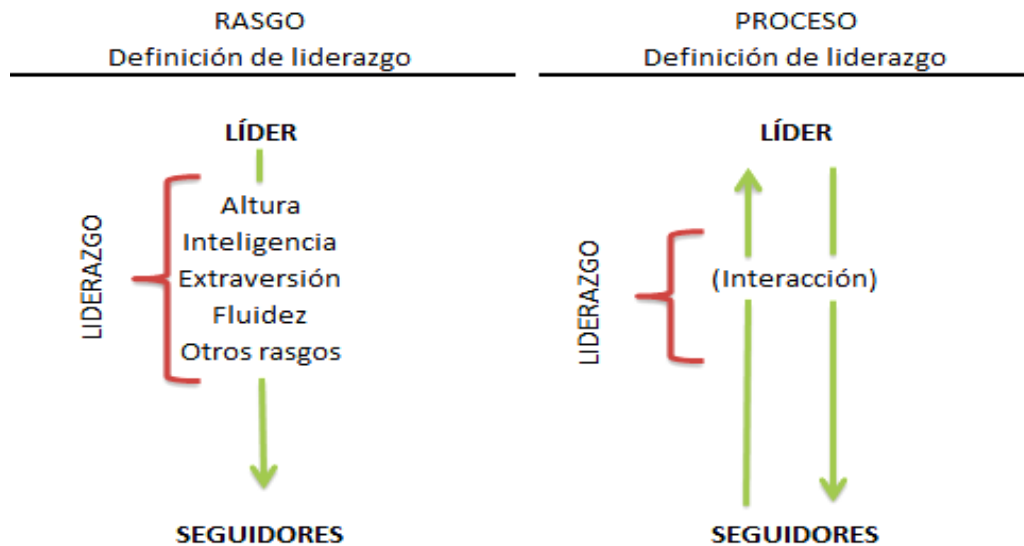 RASGO
Definición de liderazgo
LÍDER
LIDERAZGO
Altura
Inteligencia
Extraversión
Fluidez
Otros rasgos
SEGUIDORES
PROCESO
Definición de liderazgo
LÍDER
LIDERAZGO
(Interacción)
SEGUIDORES